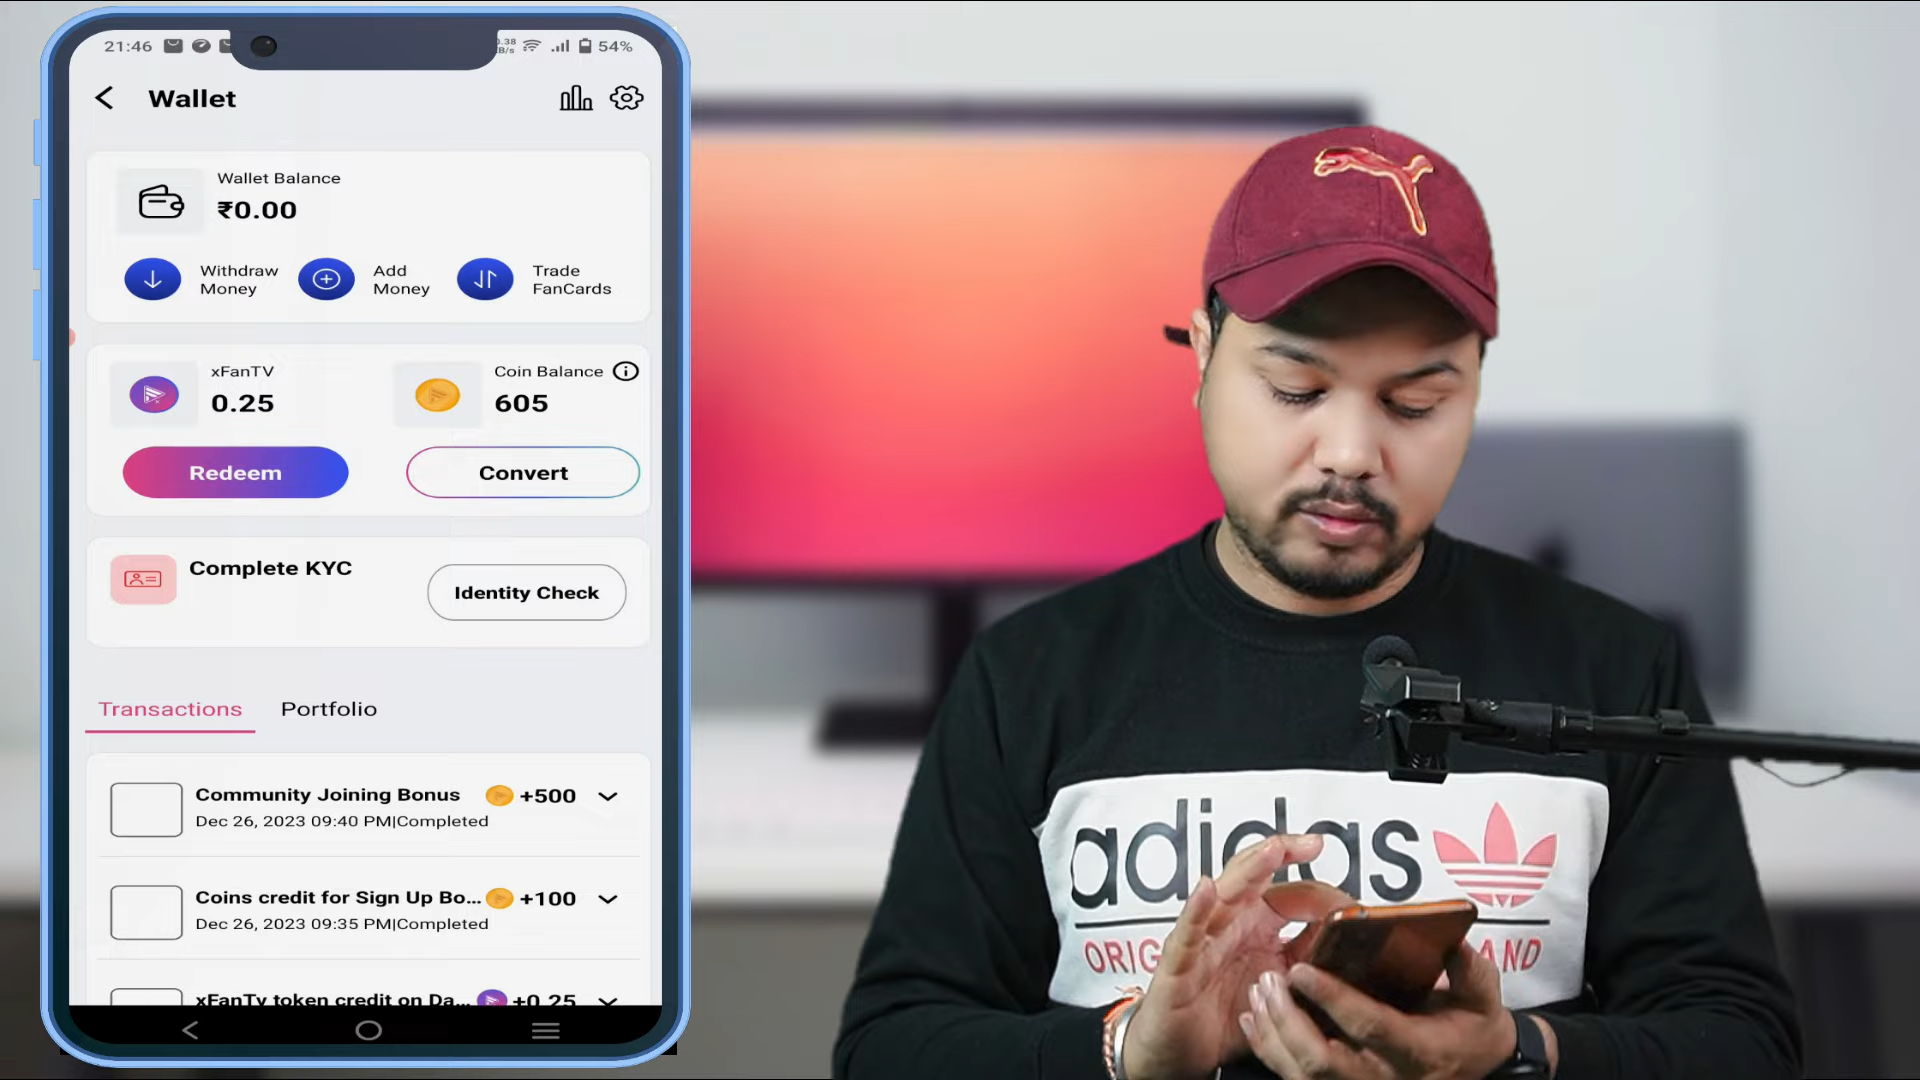 21:46
54%
Wallet
Wallet Balance
₹0.00
Withdraw Money
Add Money
Trade FanCards
xFanTV
0.25
Coin Balance
605
Redeem
Convert
Complete KYC
Identity Check
Transactions
Portfolio
Community Joining Bonus +500
Dec 26, 2023 09:40 PM|Completed
Coins credit for Sign Up Bo... +100
Dec 26, 2023 09:35 PM|Completed
xFanTv token credit on Da... +0.25
adidas